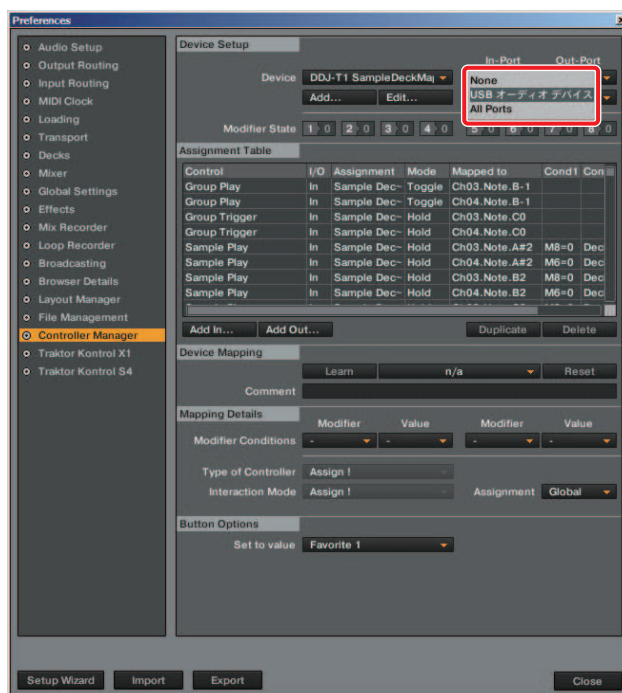 Preferences
Audio Setup
Output Routing
Input Routing
MIDI Clock
Loading
Transport
Decks
Mixer
Global Settings
Effects
Mix Recorder
Loop Recorder
Broadcasting
Browser Details
Layout Manager
File Management
Controller Manager
Traktor Kontrol X1
Traktor Kontrol S4
Device Setup
In-Port Out-Port
Device DDJ-T1 SampleDeckMa
None
USB オーディオ デバイス
All Ports
Add... Edit...
Modifier State 1 0 2 0 3 0 4 0 5 0 6 0 7 0 8 0
Assignment Table
Control I/O Assignment Mode Mapped to Cond1 Con
Group Play In Sample Dec~ Toggle Ch03.Note.B-1
Group Play In Sample Dec~ Toggle Ch04.Note.B-1
Group Trigger In Sample Dec~ Hold Ch03.Note.C0
Group Trigger In Sample Dec~ Hold Ch04.Note.C0
Sample Play In Sample Dec~ Hold Ch03.Note.A#2 M8=0 Dec
Sample Play In Sample Dec~ Hold Ch04.Note.A#2 M6=0 Dec
Sample Play In Sample Dec~ Hold Ch03.Note.B2 M8=0 Dec
Sample Play In Sample Dec~ Hold Ch04.Note.B2 M6=0 Dec
Add In... Add Out... Duplicate Delete
Device Mapping
Learn n/a Reset
Comment
Mapping Details
Modifier Value Modifier Value
Modifier Conditions - - - -
Type of Controller Assign !
Interaction Mode Assign ! Assignment Global
Button Options
Set to value Favorite 1
Setup Wizard Import Export Close